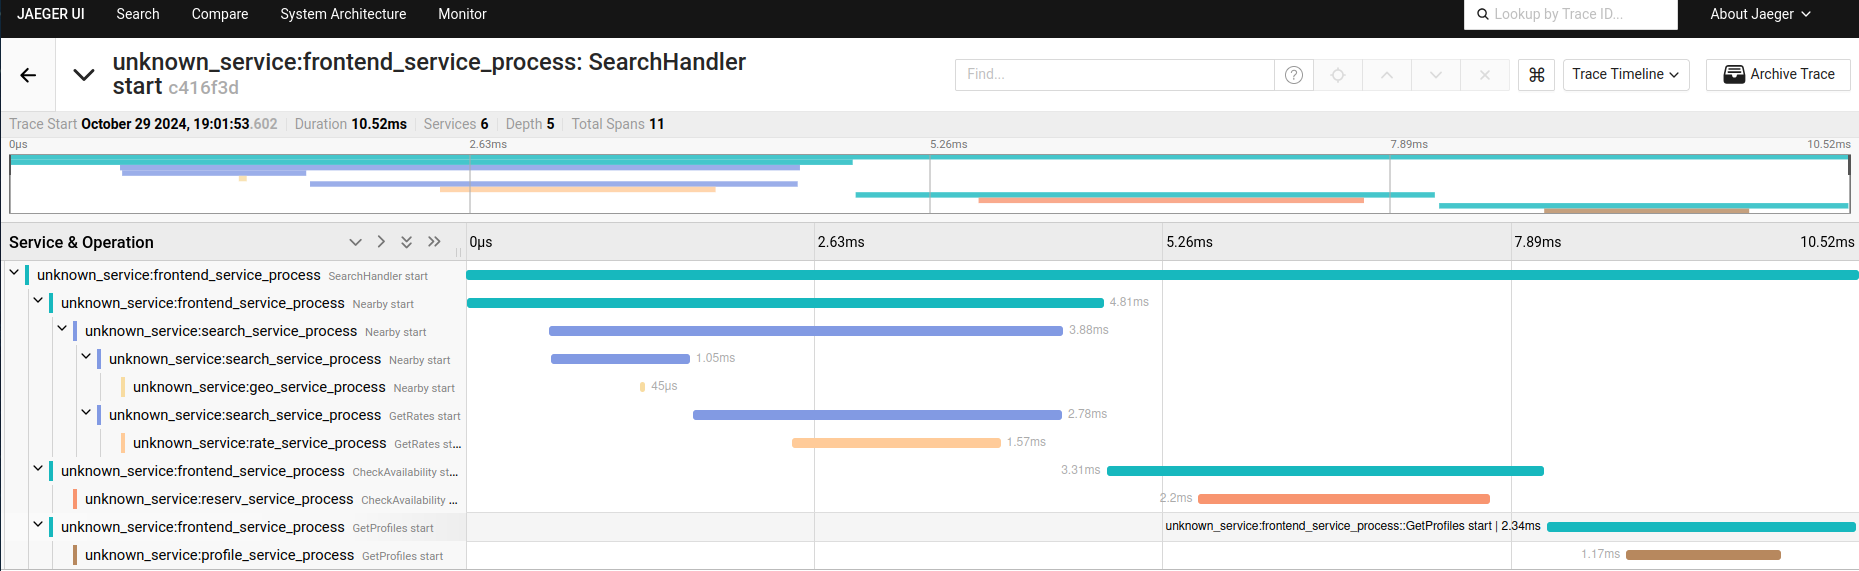 JAEGER UI Search Compare System Architecture Monitor Lookup by Trace ID... About Jaeger
unknown_service:frontend_service_process: SearchHandler
start c416f3d
Find... ? ⌘ Trace Timeline Archive Trace
Trace Start October 29 2024, 19:01:53.602 Duration 10.52ms Services 6 Depth 5 Total Spans 11
0μs 2.63ms 5.26ms 7.89ms 10.52ms
Service & Operation 0μs 2.63ms 5.26ms 7.89ms 10.52ms
unknown_service:frontend_service_process SearchHandler start
unknown_service:frontend_service_process Nearby start 4.81ms
unknown_service:search_service_process Nearby start 3.88ms
unknown_service:search_service_process Nearby start 1.05ms
unknown_service:geo_service_process Nearby start 45μs
unknown_service:search_service_process GetRates start 2.78ms
unknown_service:rate_service_process GetRates st... 1.57ms
unknown_service:frontend_service_process CheckAvailability st... 3.31ms
unknown_service:reserv_service_process CheckAvailability ... 2.2ms
unknown_service:frontend_service_process GetProfiles start unknown_service:frontend_service_process::GetProfiles start | 2.34ms
unknown_service:profile_service_process GetProfiles start 1.17ms